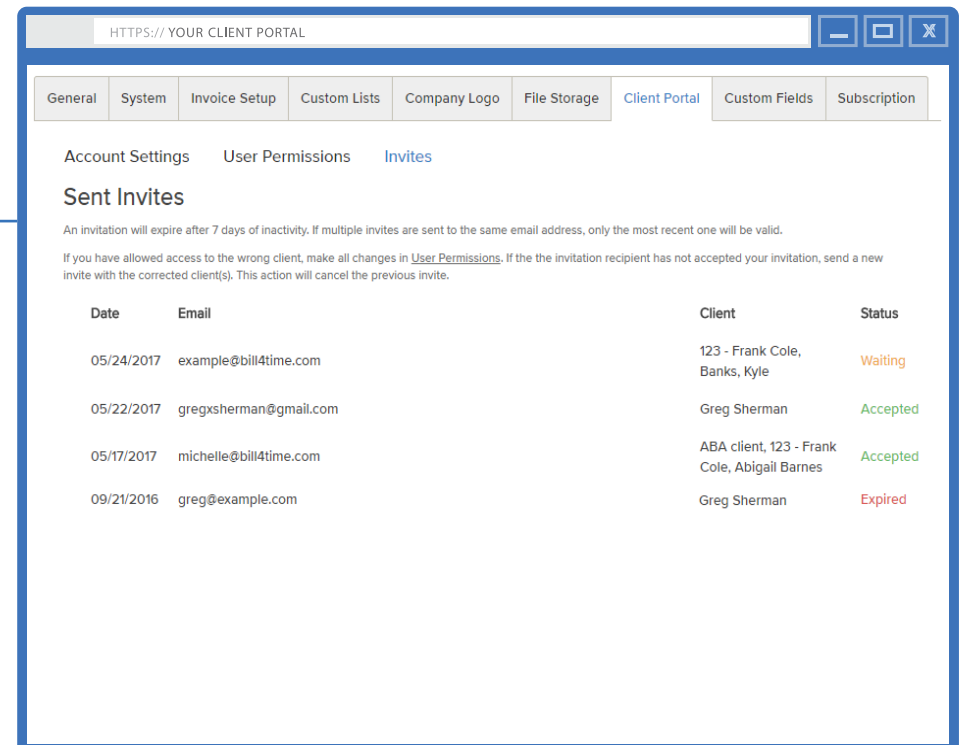 HTTPS:// YOUR CLIENT PORTAL
X
General System Invoice Setup Custom Lists Company Logo File Storage Client Portal Custom Fields Subscription
Account Settings User Permissions Invites
Sent Invites
An invitation will expire after 7 days of inactivity. If multiple invites are sent to the same email address, only the most recent one will be valid.
If you have allowed access to the wrong client, make all changes in User Permissions. If the the invitation recipient has not accepted your invitation, send a new
invite with the corrected client(s). This action will cancel the previous invite.
Date Email Client Status
05/24/2017 example@bill4time.com 123 - Frank Cole,
Banks, Kyle Waiting
05/22/2017 gregxsherman@gmail.com Greg Sherman Accepted
05/17/2017 michelle@bill4time.com ABA client, 123 - Frank
Cole, Abigail Barnes Accepted
09/21/2016 greg@example.com Greg Sherman Expired